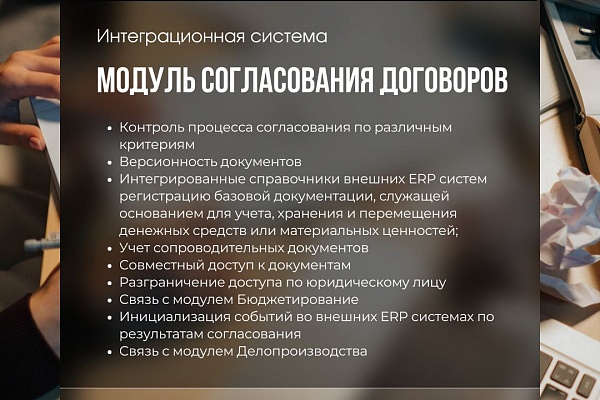 Интеграционная система
МОДУЛЬ СОГЛАСОВАНИЯ ДОГОВОРОВ
• Контроль процесса согласования по различным
критериям
• Версионность документов
• Интегрированные справочники внешних ERP систем
регистрацию базовой документации, служащей
основанием для учета, хранения и перемещения
денежных средств или материальных ценностей;
• Учет сопроводительных документов
• Совместный доступ к документам
• Разграничение доступа по юридическому лицу
• Связь с модулем Бюджетирование
• Инициализация событий во внешних ERP системах по
результатам согласования
• Связь с модулем Делопроизводства